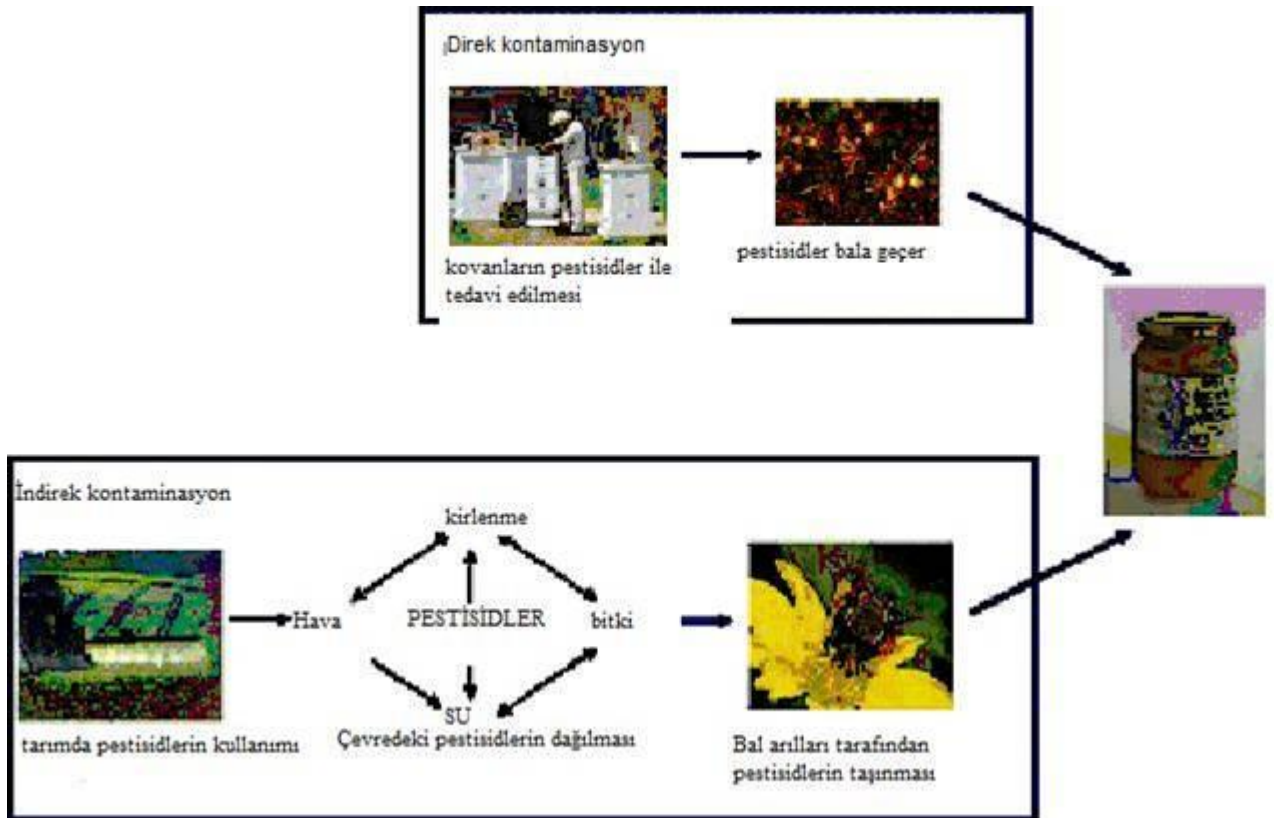 Direk kontaminasyon
kovanların pestisidler ile
tedavi edilmesi
pestisidler bala geçer
İndirek kontaminasyon
kirlenme
Hava
PESTİSİDLER
bitki
SU
tarımda pestisidlerin kullanımı
Çevredeki pestisidlerin dağılması
Bal arılları tarafından
pestisidlerin taşınması